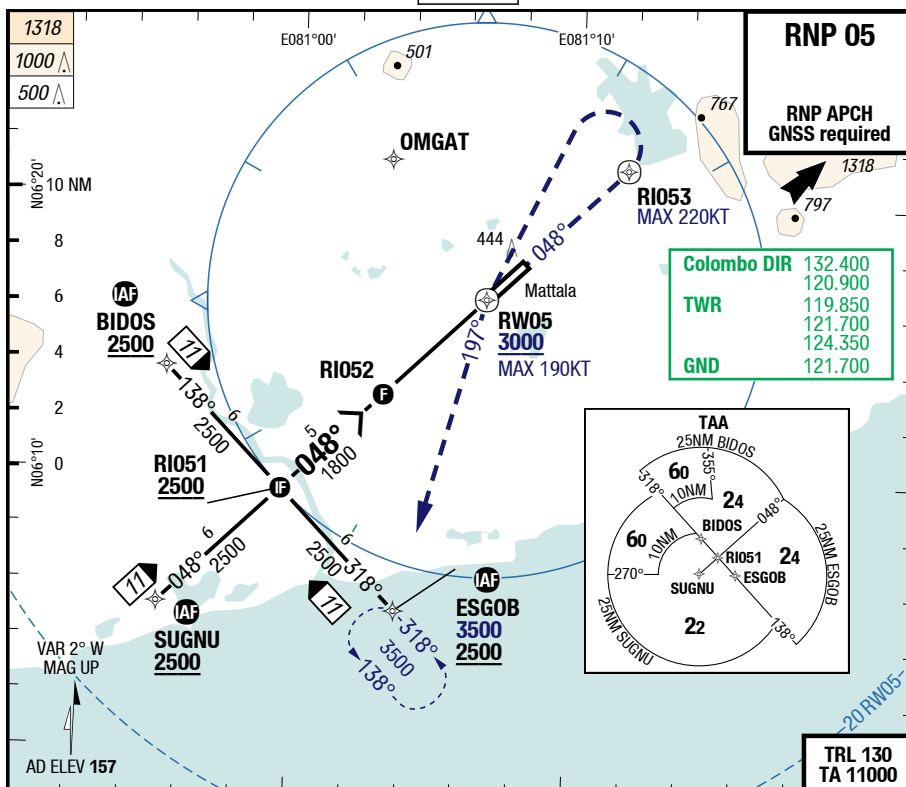 1318
1000
500
E081°00'
E081°10'
501
767
RNP 05
RNP APCH
GNSS required
1318
797
OMGAT
N06°20'
10 NM
8
6
4
2
0
N06°10'
RI053
MAX 220KT
444
048°
Mattala
Colombo DIR 132.400
120.900
TWR 119.850
121.700
124.350
GND 121.700
IAF
BIDOS
2500
11
138°
2500
6
RW05
3000
MAX 190KT
197°
RI052
F
5
048°
1800
RI051
2500
IF
6
048°
2500
11
IAF
SUGNU
2500
6
318°
2500
11
IAF
ESGOB
3500
2500
318°
3500
138°
TAA
25NM BIDOS
355°
318°
60
10NM
24
BIDOS
048°
60
10NM
RI051
24
25NM ESGOB
270°
SUGNU
ESGOB
22
138°
25NM SUGNU
VAR 2° W
MAG UP
AD ELEV 157
20 RW05
TRL 130
TA 11000